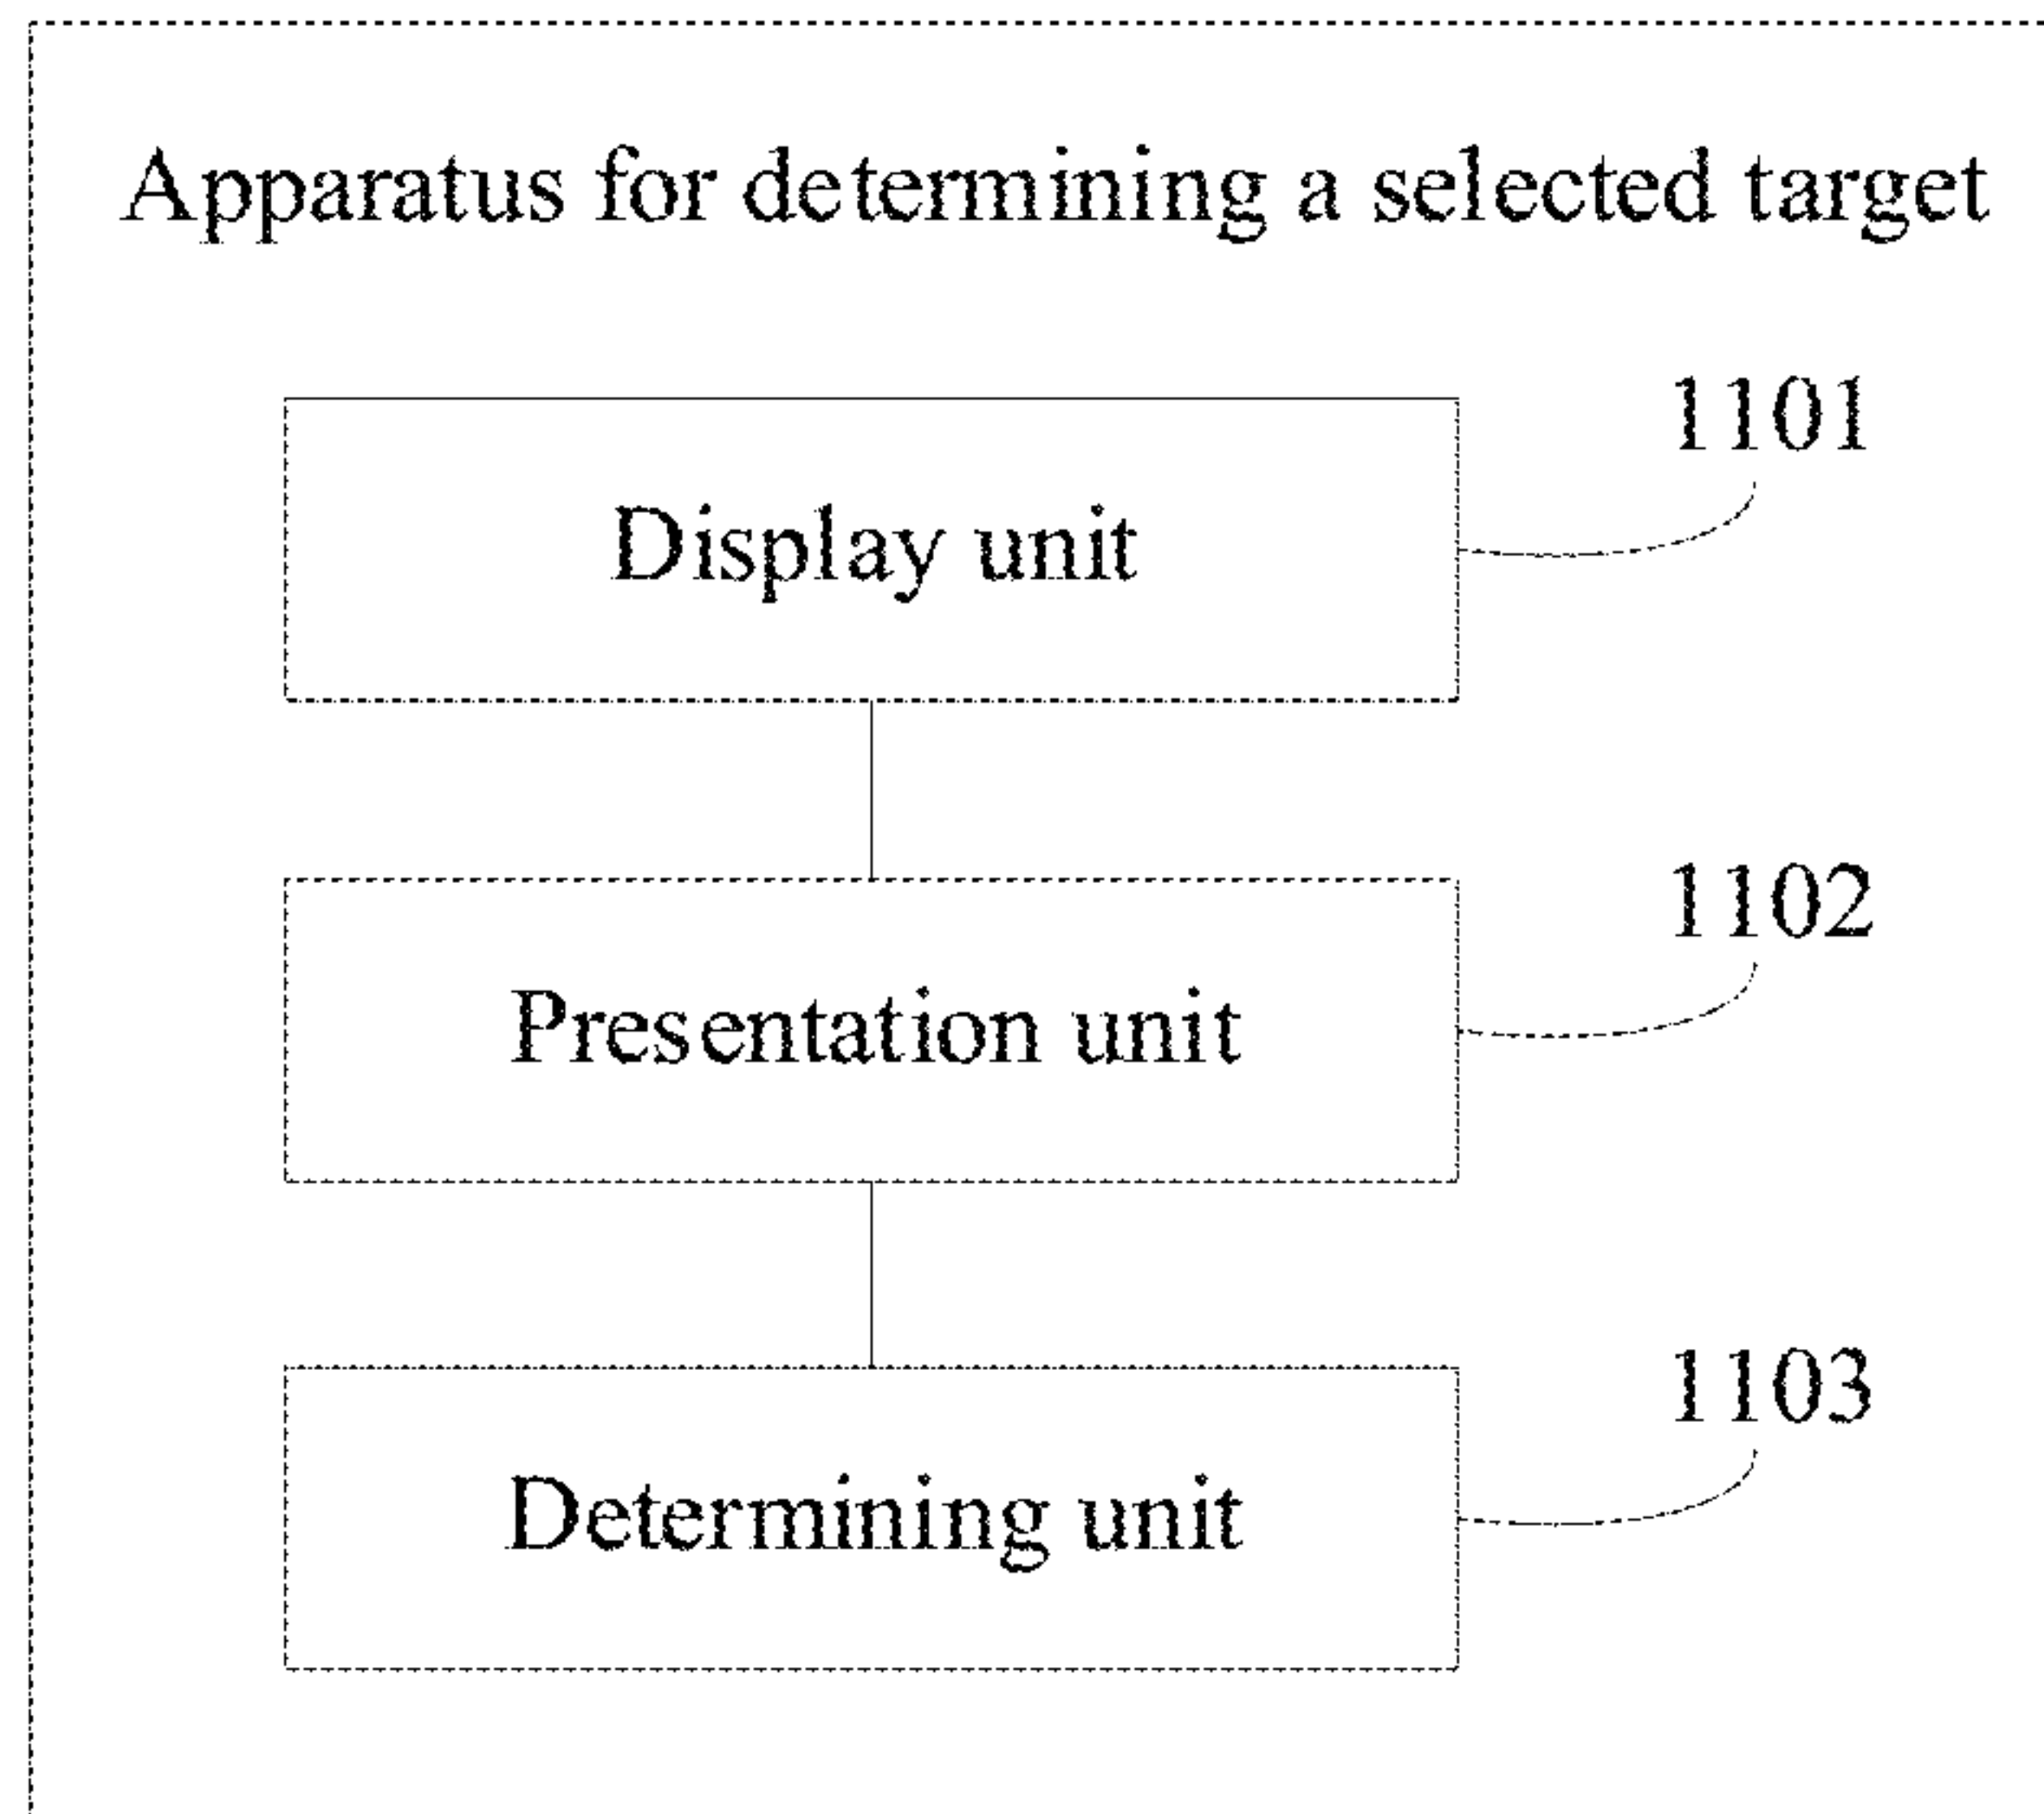 Apparatus for determining a selected target
1101
Display unit
1102
Presentation unit
1103
Determining unit